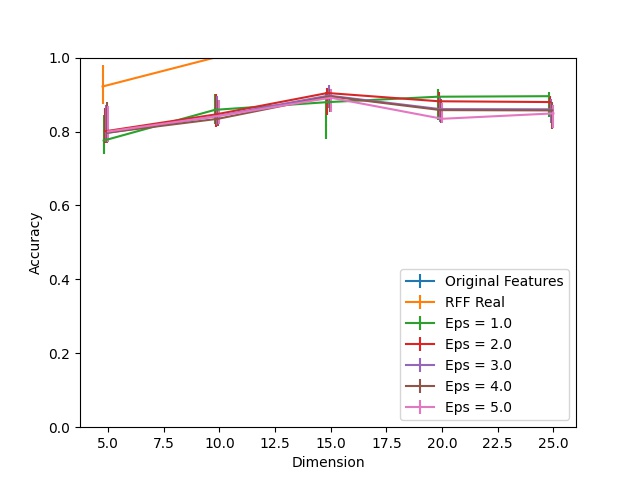 1.0
0.8
0.6
0.4
0.2
0.0
Accuracy
Original Features
RFF Real
Eps = 1.0
Eps = 2.0
Eps = 3.0
Eps = 4.0
Eps = 5.0
5.0 7.5 10.0 12.5 15.0 17.5 20.0 22.5 25.0
Dimension